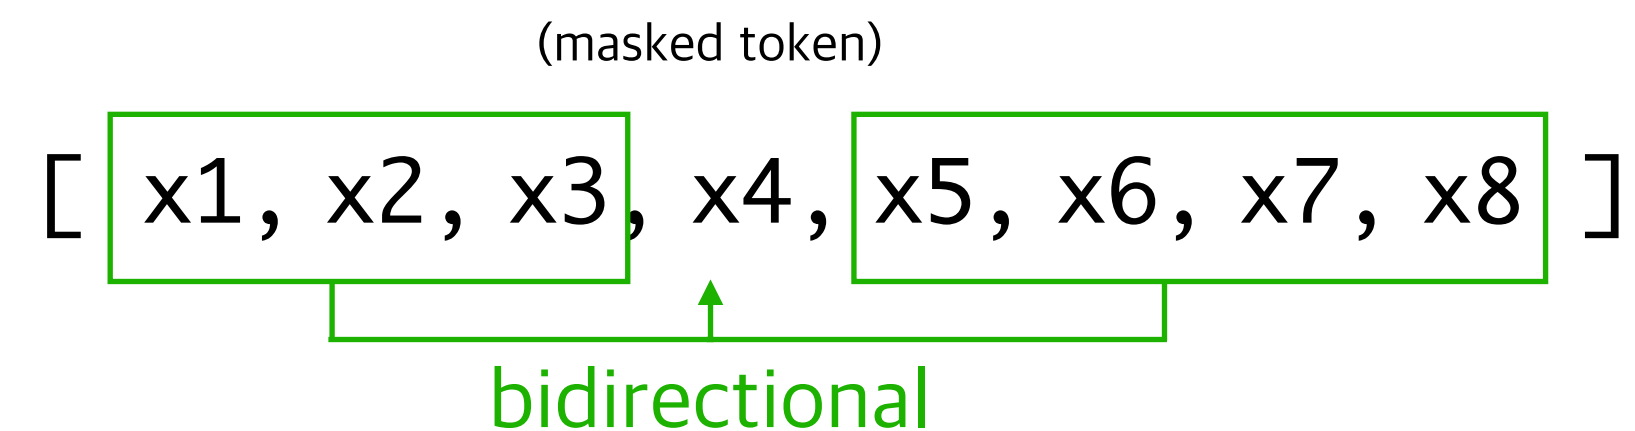 (masked token)
[ x1, x2, x3, x4, x5, x6, x7, x8 ]
bidirectional